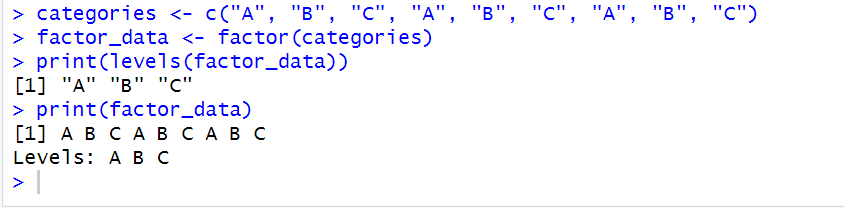 > categories <- c("A", "B", "C", "A", "B", "C", "A", "B", "C")
> factor_data <- factor(categories)
> print(levels(factor_data))
[1] "A" "B" "C"
> print(factor_data)
[1] A B C A B C A B C
Levels: A B C
>